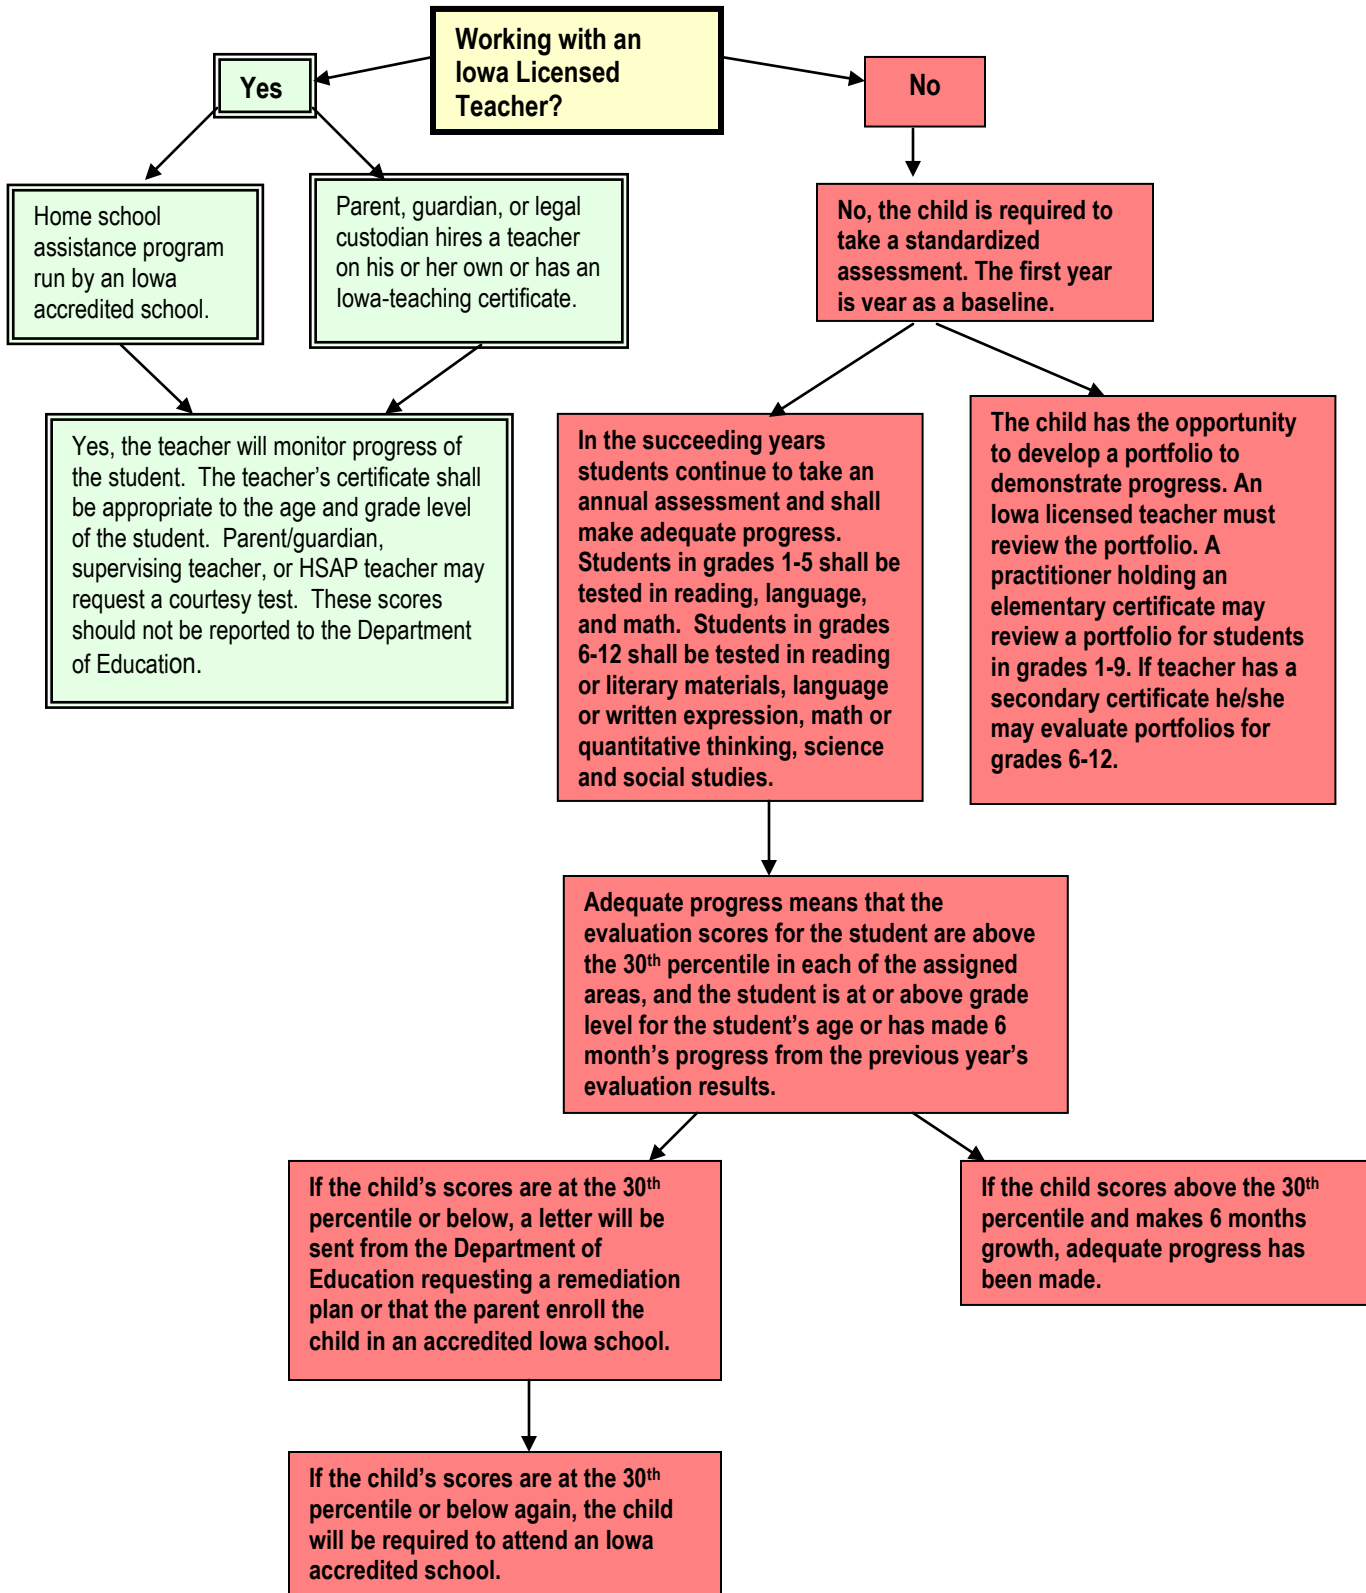 Working with an
Iowa Licensed
Teacher?
Yes
No
Home school
assistance program
run by an Iowa
accredited school.
Parent, guardian, or legal
custodian hires a teacher
on his or her own or has an
Iowa-teaching certificate.
No, the child is required to
take a standardized
assessment. The first year
is vear as a baseline.
Yes, the teacher will monitor progress of
the student. The teacher’s certificate shall
be appropriate to the age and grade level
of the student. Parent/guardian,
supervising teacher, or HSAP teacher may
request a courtesy test. These scores
should not be reported to the Department
of Education.
In the succeeding years
students continue to take an
annual assessment and shall
make adequate progress.
Students in grades 1-5 shall be
tested in reading, language,
and math. Students in grades
6-12 shall be tested in reading
or literary materials, language
or written expression, math or
quantitative thinking, science
and social studies.
The child has the opportunity
to develop a portfolio to
demonstrate progress. An
Iowa licensed teacher must
review the portfolio. A
practitioner holding an
elementary certificate may
review a portfolio for students
in grades 1-9. If teacher has a
secondary certificate he/she
may evaluate portfolios for
grades 6-12.
Adequate progress means that the
evaluation scores for the student are above
the 30th percentile in each of the assigned
areas, and the student is at or above grade
level for the student’s age or has made 6
month’s progress from the previous year’s
evaluation results.
If the child’s scores are at the 30th
percentile or below, a letter will be
sent from the Department of
Education requesting a remediation
plan or that the parent enroll the
child in an accredited Iowa school.
If the child scores above the 30th
percentile and makes 6 months
growth, adequate progress has
been made.
If the child’s scores are at the 30th
percentile or below again, the child
will be required to attend an Iowa
accredited school.